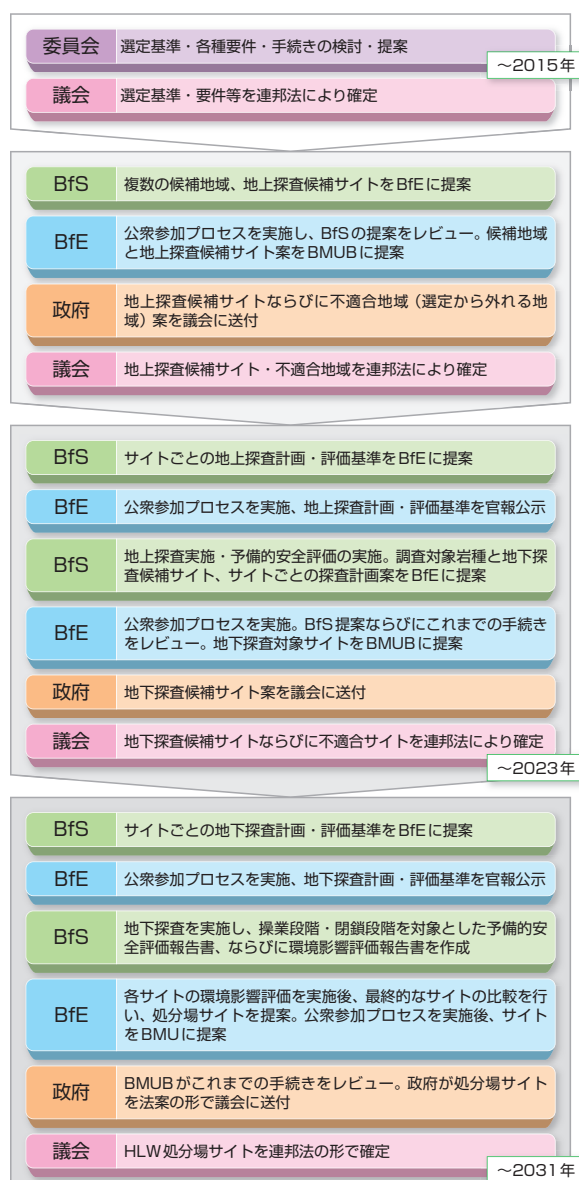 委員会
選定基準・各種要件・手続きの検討・提案
～2015年
議会
選定基準・要件等を連邦法により確定
BfS
複数の候補地域、地上探査候補サイトをBfEに提案
BfE
公衆参加プロセスを実施し、BfSの提案をレビュー。候補地域
と地上探査候補サイト案をBMUBに提案
政府
地上探査候補サイトならびに不適合地域（選定から外れる地
域）案を議会に送付
議会
地上探査候補サイト・不適合地域を連邦法により確定
BfS
サイトごとの地上探査計画・評価基準をBfEに提案
BfE
公衆参加プロセスを実施、地上探査計画・評価基準を官報公示
BfS
地上探査実施・予備的安全評価の実施。調査対象岩種と地下探
査候補サイト、サイトごとの探査計画案をBfEに提案
BfE
公衆参加プロセスを実施。BfS提案ならびにこれまでの手続き
をレビュー。地下探査対象サイトをBMUBに提案
政府
地下探査候補サイト案を議会に送付
議会
地下探査候補サイトならびに不適合サイトを連邦法により確定
～2023年
BfS
サイトごとの地下探査計画・評価基準をBfEに提案
BfE
公衆参加プロセスを実施、地下探査計画・評価基準を官報公示
BfS
地下探査を実施し、操業段階・閉鎖段階を対象とした予備的安
全評価報告書、ならびに環境影響評価報告書を作成
BfE
各サイトの環境影響評価を実施後、最終的なサイトの比較を行
い、処分場サイトを提案。公衆参加プロセスを実施後、サイト
をBMUに提案
政府
BMUBがこれまでの手続きをレビュー。政府が処分場サイト
を法案の形で議会に送付
議会
HLW処分場サイトを連邦法の形で確定
～2031年